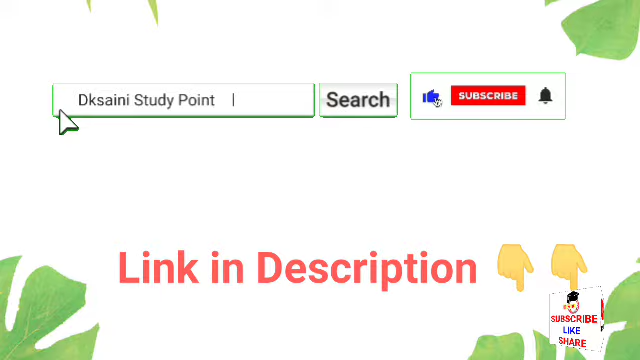 Dksaini Study Point
Search
SUBSCRIBE
Link in Description
SUBSCRIBE
LIKE
SHARE